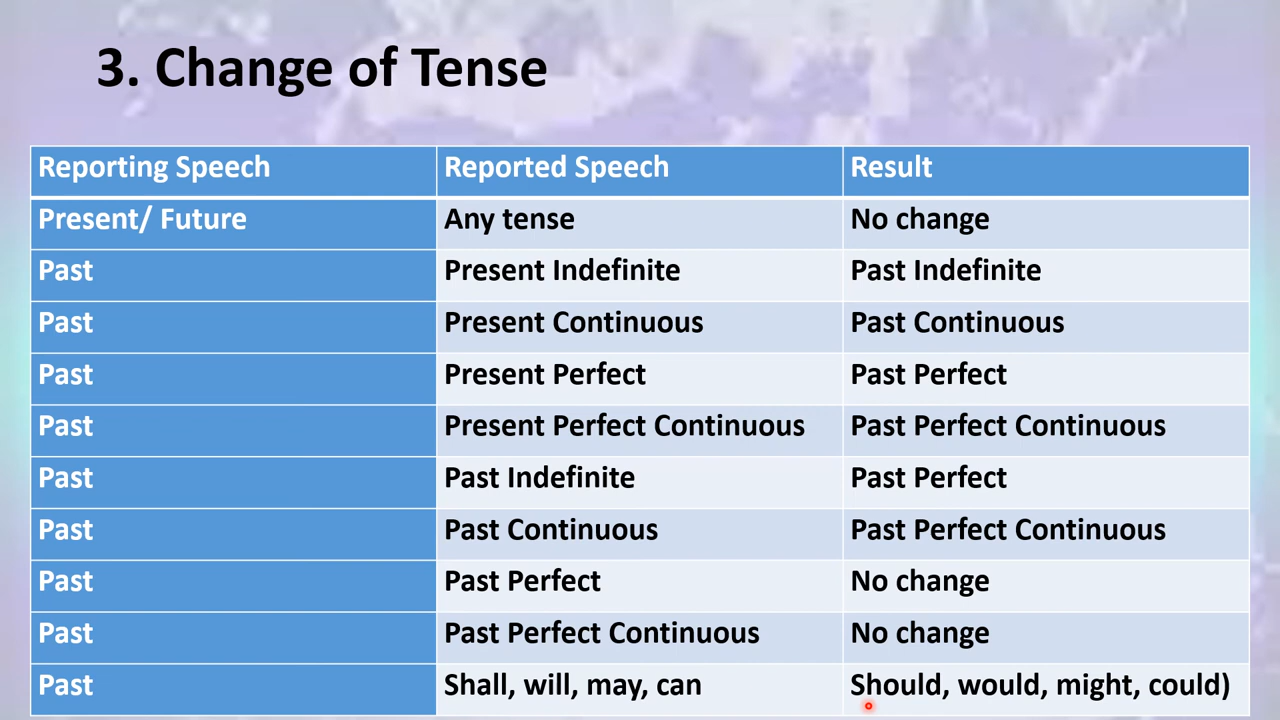 3. Change of Tense
Reporting Speech Reported Speech Result
Present/ Future Any tense No change
Past Present Indefinite Past Indefinite
Past Present Continuous Past Continuous
Past Present Perfect Past Perfect
Past Present Perfect Continuous Past Perfect Continuous
Past Past Indefinite Past Perfect
Past Past Continuous Past Perfect Continuous
Past Past Perfect No change
Past Past Perfect Continuous No change
Past Shall, will, may, can Should, would, might, could)